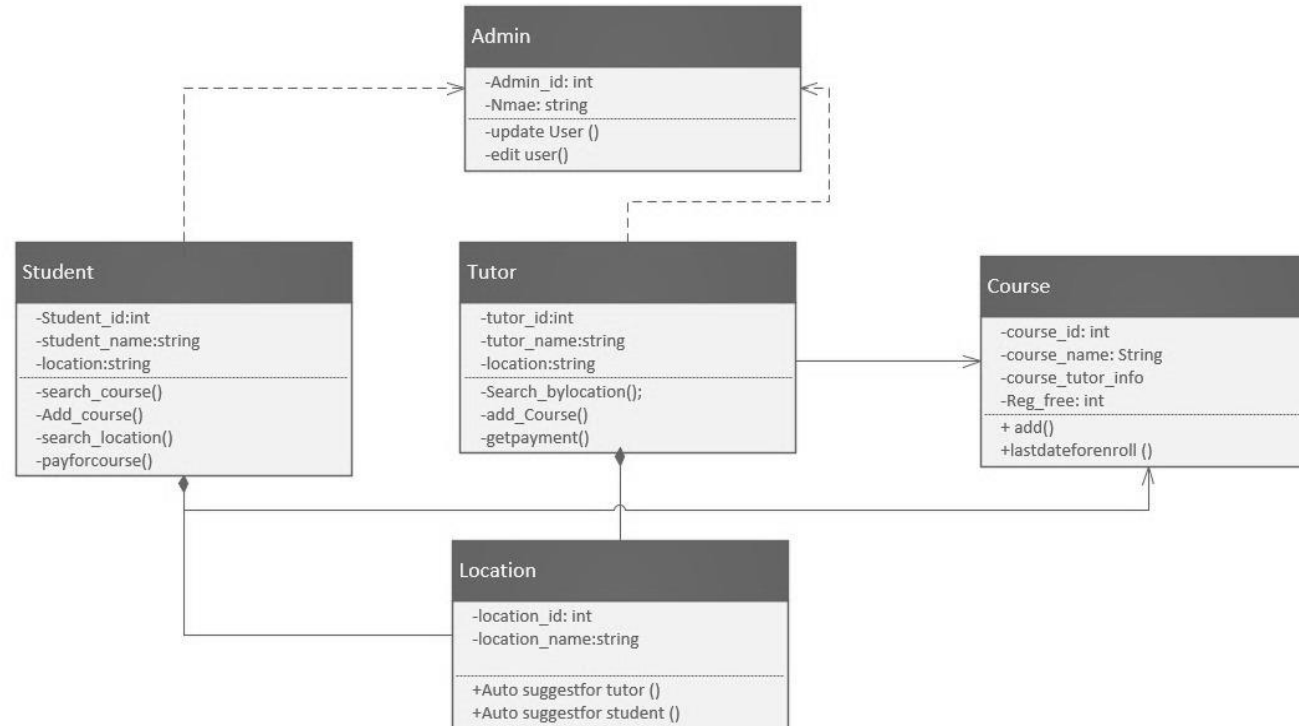 Admin
-Admin_id: int
-Nmae: string
-update User ()
-edit user()
Student
-Student_id:int
-student_name:string
-location:string
-search_course()
-Add_course()
-search_location()
-payforcourse()
Tutor
-tutor_id:int
-tutor_name:string
-location:string
-Search_bylocation();
-add_Course()
-getpayment()
Course
-course_id: int
-course_name: String
-course_tutor_info
-Reg_free: int
+ add()
+lastdateforenroll ()
Location
-location_id: int
-location_name:string
+Auto suggestfor tutor ()
+Auto suggestfor student ()